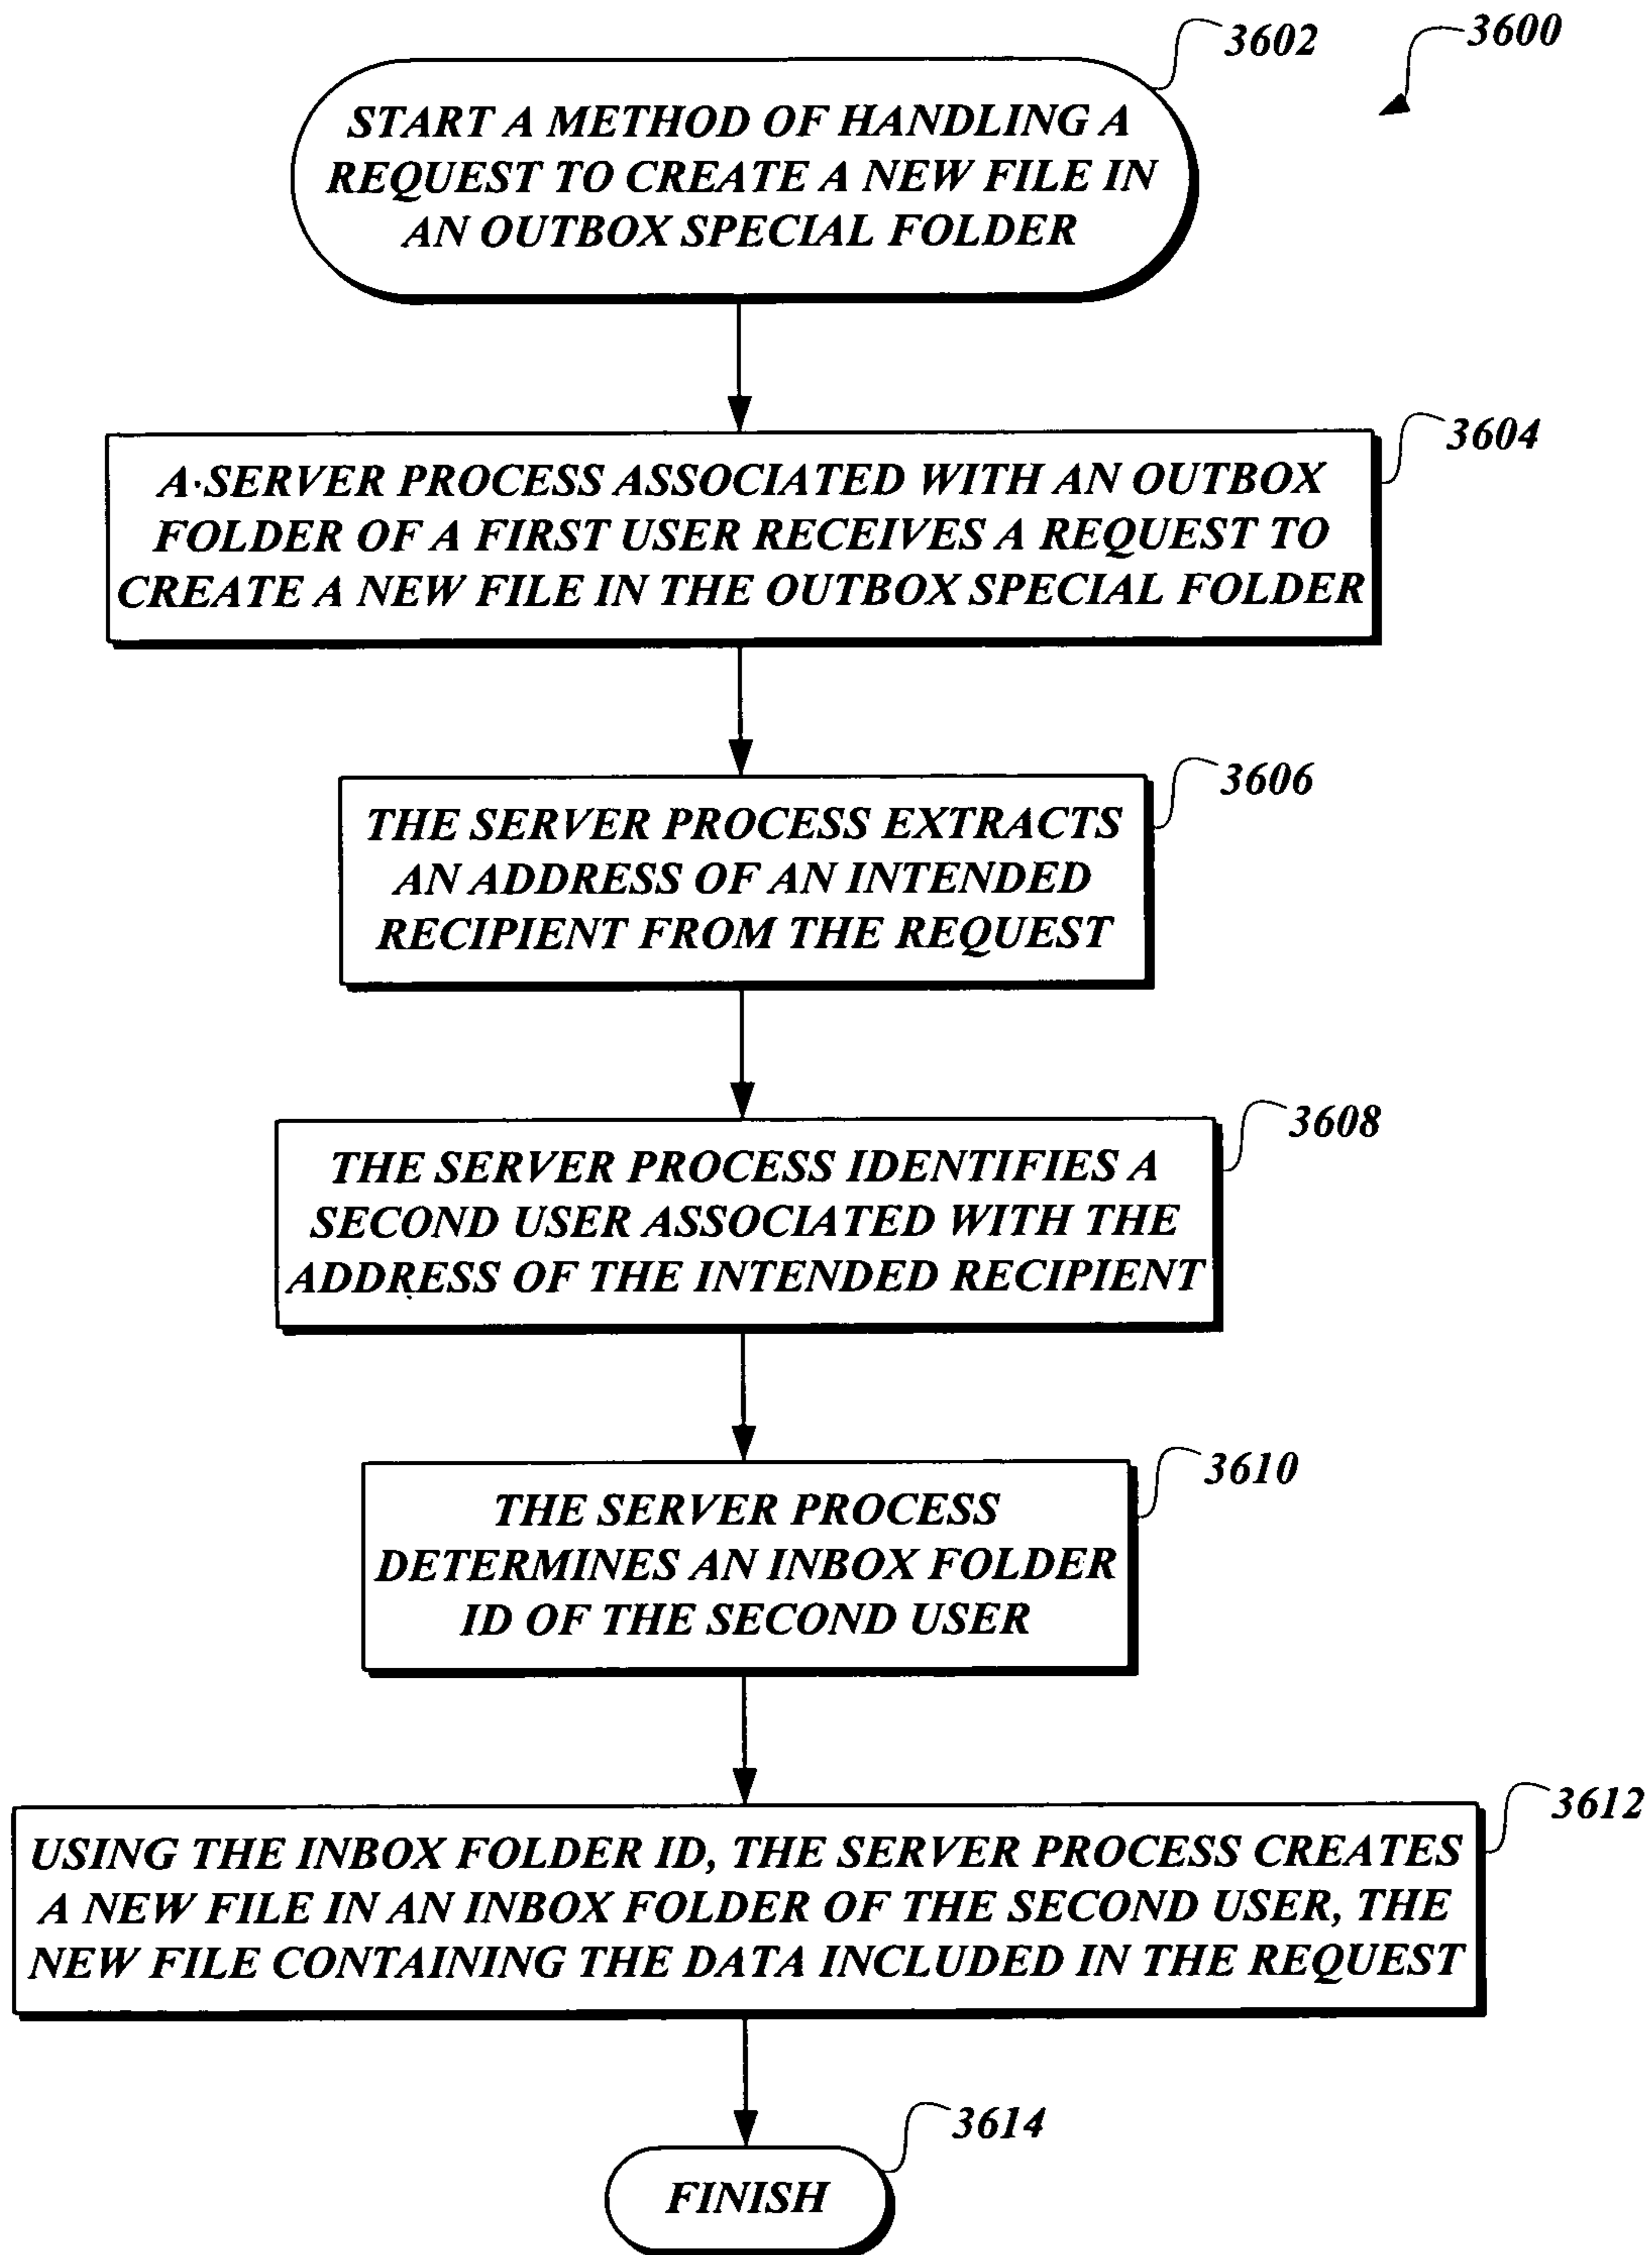 3602
3600
START A METHOD OF HANDLING A
REQUEST TO CREATE A NEW FILE IN
AN OUTBOX SPECIAL FOLDER
3604
A SERVER PROCESS ASSOCIATED WITH AN OUTBOX
FOLDER OF A FIRST USER RECEIVES A REQUEST TO
CREATE A NEW FILE IN THE OUTBOX SPECIAL FOLDER
3606
THE SERVER PROCESS EXTRACTS
AN ADDRESS OF AN INTENDED
RECIPIENT FROM THE REQUEST
3608
THE SERVER PROCESS IDENTIFIES A
SECOND USER ASSOCIATED WITH THE
ADDRESS OF THE INTENDED RECIPIENT
3610
THE SERVER PROCESS
DETERMINES AN INBOX FOLDER
ID OF THE SECOND USER
3612
USING THE INBOX FOLDER ID, THE SERVER PROCESS CREATES
A NEW FILE IN AN INBOX FOLDER OF THE SECOND USER, THE
NEW FILE CONTAINING THE DATA INCLUDED IN THE REQUEST
3614
FINISH